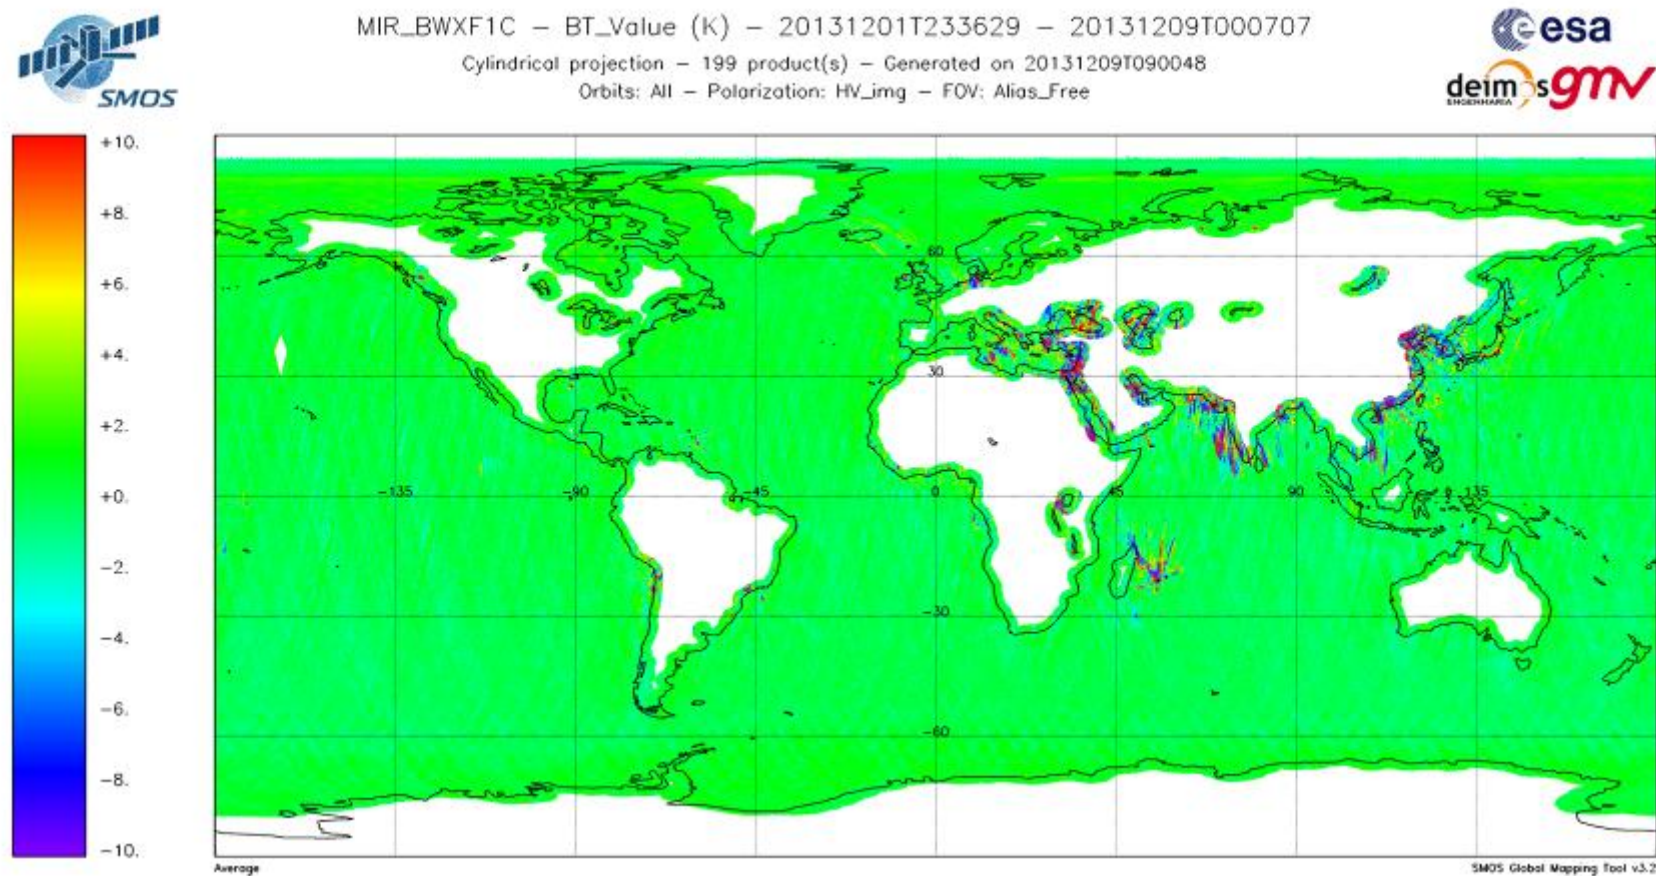 SMOS
MIR_BWXF1C – BT_Value (K) – 20131201T233629 – 20131209T000707
Cylindrical projection – 199 product(s) – Generated on 20131209T090048
Orbits: All – Polarization: HV_img – FOV: Alias_Free
esa
deimos
ENGENHARIA
gmv
+10.
+8.
+6.
+4.
+2.
+0.
−2.
−4.
−6.
−8.
−10.
60
30
−135
−90
−45
0
45
90
135
−30
−60
Average
SMOS Global Mapping Tool v3.2